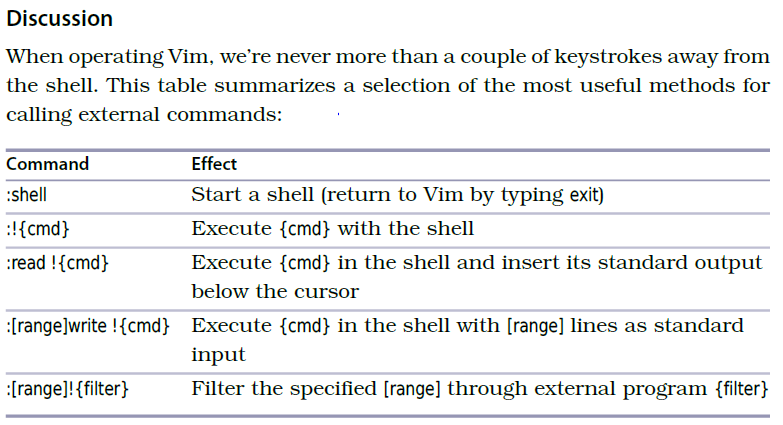 Discussion
When operating Vim, we’re never more than a couple of keystrokes away from
the shell. This table summarizes a selection of the most useful methods for
calling external commands:
Command Effect
:shell Start a shell (return to Vim by typing exit)
:!{cmd} Execute {cmd} with the shell
:read !{cmd} Execute {cmd} in the shell and insert its standard output
below the cursor
:[range]write !{cmd} Execute {cmd} in the shell with [range] lines as standard
input
:[range]!{filter} Filter the specified [range] through external program {filter}